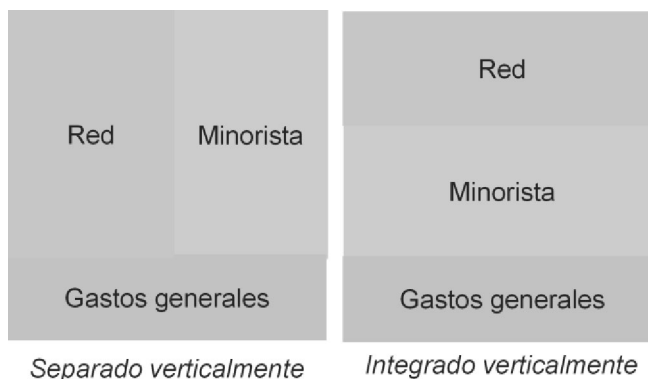 Red
Minorista
Gastos generales
Separado verticalmente
Red
Minorista
Gastos generales
Integrado verticalmente